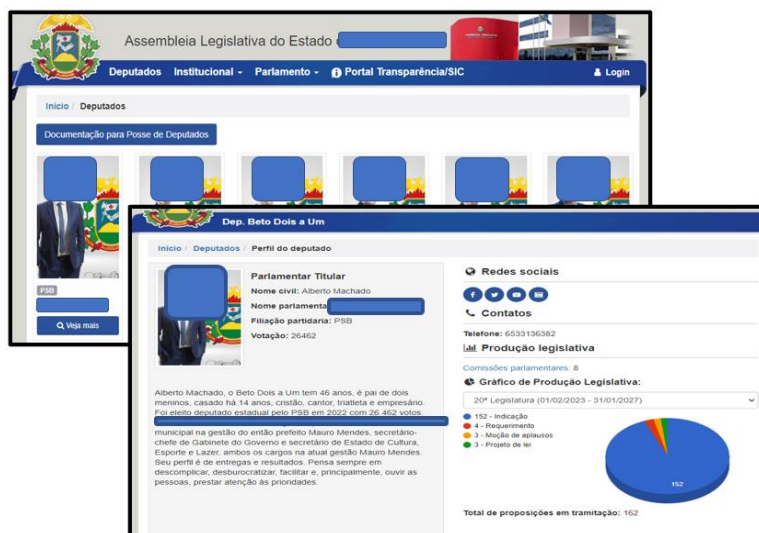 Assembleia Legislativa do Estado
Deputados Institucional Parlamento Portal Transparência/SIC Login
Início / Deputados
Documentação para Posse de Deputados
PSB
Veja mais
Dep. Beto Dois a Um
Início / Deputados / Perfil do deputado
Parlamentar Titular
Nome civil: Alberto Machado
Nome parlamenta
Filiação partidaria: PSB
Votação: 26462
Alberto Machado, o Beto Dois a Um tem 46 anos, é pai de dois
meninos, casado há 14 anos, cristão, cantor, triatleta e empresário.
Foi eleito deputado estadual pelo PSB em 2022 com 26.462 votos.
municipal na gestão do então prefeito Mauro Mendes, secretário-
chefe de Gabinete do Governo e secretário de Estado de Cultura,
Esporte e Lazer, ambos os cargos na atual gestão Mauro Mendes.
Seu perfil é de entregas e resultados. Pensa sempre em
descomplicar, desburocratizar, facilitar e, principalmente, ouvir as
pessoas, prestar atenção às prioridades.
Redes sociais
Contatos
Telefone: 6533136382
Produção legislativa
Comissões parlamentares: 8
Gráfico de Produção Legislativa:
20ª Legislatura (01/02/2023 - 31/01/2027)
152 - Indicação
4 - Requerimento
3 - Moção de aplausos
3 - Projeto de lei
152
Total de proposições em tramitação: 162